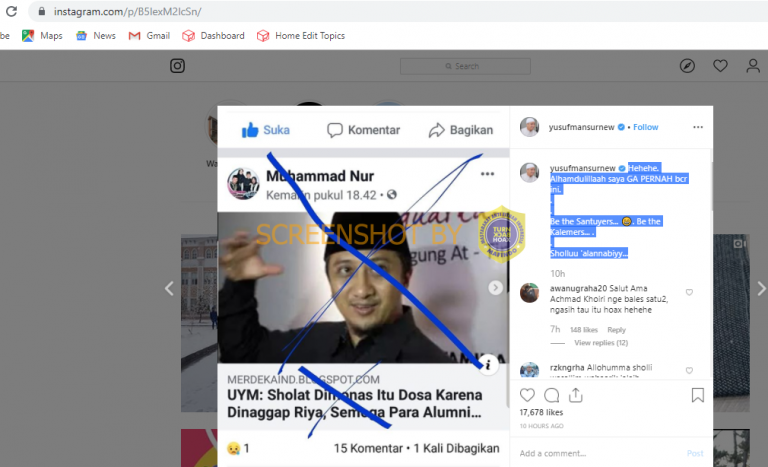 instagram.com/p/B5IexM2IcSn/
be Maps News Gmail Dashboard Home Edit Topics
Search
Suka Komentar Bagikan
Muhammad Nur
Kemarin pukul 18.42
SCREENSHOT BY
TURN BACK HOAX
MERDEKAIND.BLOGSPOT.COM
UYM: Sholat Dimonas Itu Dosa Karena
Dinaggap Riya, Semoga Para Alumni...
1 15 Komentar • 1 Kali Dibagikan
yusufmansurnew • Follow
yusufmansurnew Hehehe.
Alhamdulillaah saya GA PERNAH bcr
ini.
.
.
Be the Santuyers... . Be the
Kalemers... .
.
Sholluu 'alannabiyy...
10h
awanugraha20 Salut Ama
Achmad Khoiri nge bales satu2,
ngasih tau itu hoax hehehe
7h 148 likes Reply
View replies (12)
rzkngrha Allohumma sholli
17,678 likes
10 HOURS AGO
Add a comment... Post